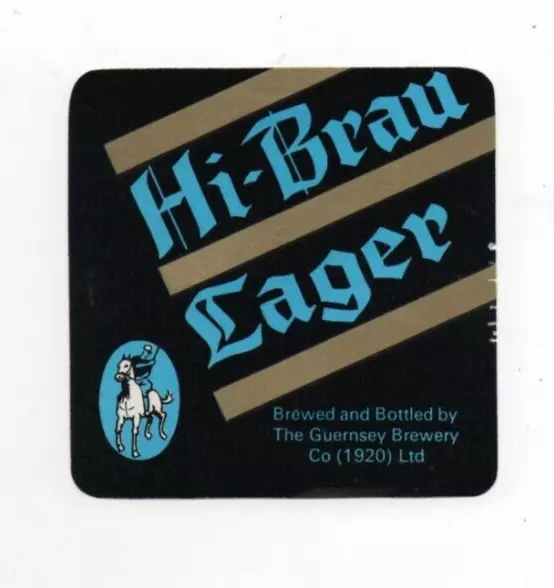 Hi-Brau
Lager
Brewed and Bottled by
The Guernsey Brewery
Co (1920) Ltd